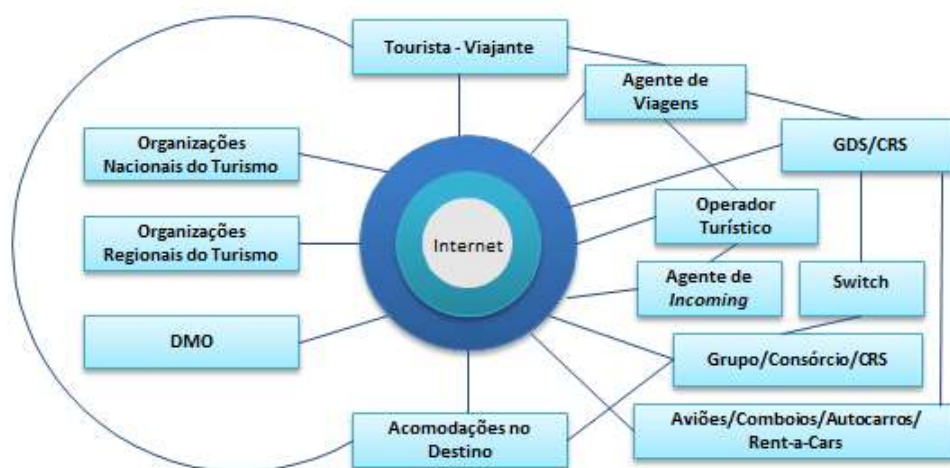 Tourista - Viajante
Agente de
Viagens
Organizações
Nacionais do Turismo
GDS/CRS
Operador
Turístico
Organizações
Regionais do Turismo
Internet
Agente de
Incoming
Switch
DMO
Grupo/Consórcio/CRS
Acomodações no
Destino
Aviões/Comboios/Autocarros/
Rent-a-Cars